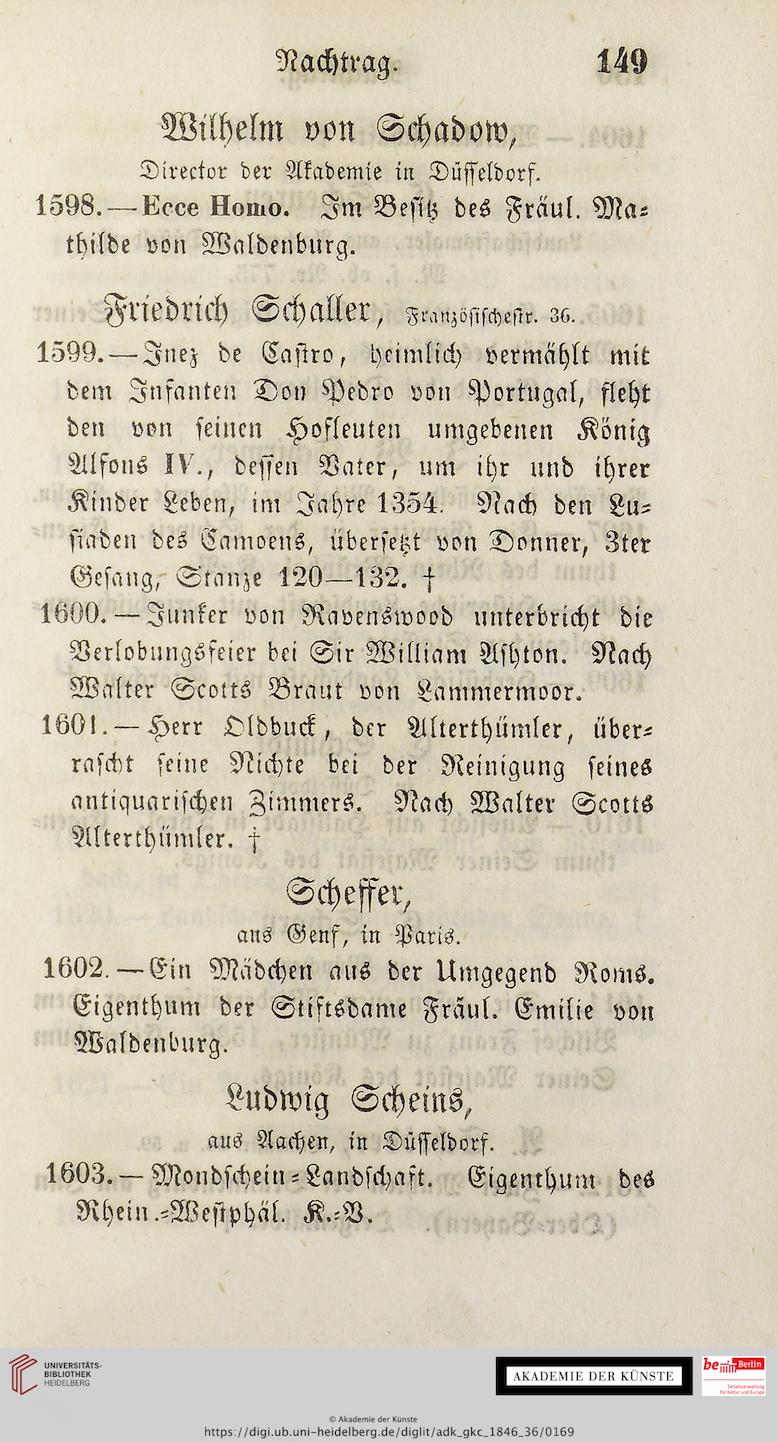 Nachtrag. 149
Wilhelm von Schadow,
Director der Akademie in Düsseldorf.
1598. — Ecce Homo. Im Besitz des Fräul. Ma-
thilde von Waldenburg.
Friedrich Schaller, Französischestr. 36.
1599. — Inez de Castro, heimlich vermählt mit
dem Infanten Don Pedro von Portugal, fleht
den von seinen Hofleuten umgebenen König
Alfons IV., dessen Vater, um ihr und ihrer
Kinder Leben, im Jahre 1354. Nach den Lu-
siaden des Camoens, übersetzt von Donner, 3ter
Gesang, Stanze 120—132. †
1600. — Junker von Ravenswood unterbricht die
Verlobungsfeier bei Sir William Ashton. Nach
Walter Scotts Braut von Lammermoor.
1601. — Herr Oldbuck, der Alterthümler, über-
rascht seine Nichte bei der Reinigung seines
antiquarischen Zimmers. Nach Walter Scotts
Alterthümler. †
Scheffer,
aus Genf, in Paris.
1602. — Ein Mädchen aus der Umgegend Roms.
Eigenthum der Stiftsdame Fräul. Emilie von
Waldenburg.
Ludwig Scheins,
aus Aachen, in Düsseldorf.
1603. — Mondschein-Landschaft. Eigenthum des
Rhein.-Westphäl. K.-V.
UNIVERSITÄTS-
BIBLIOTHEK
HEIDELBERG
AKADEMIE DER KÜNSTE
be Berlin
Senatsverwaltung
für Kultur und Europa
© Akademie der Künste
https://digi.ub.uni-heidelberg.de/diglit/adk_gkc_1846_36/0169